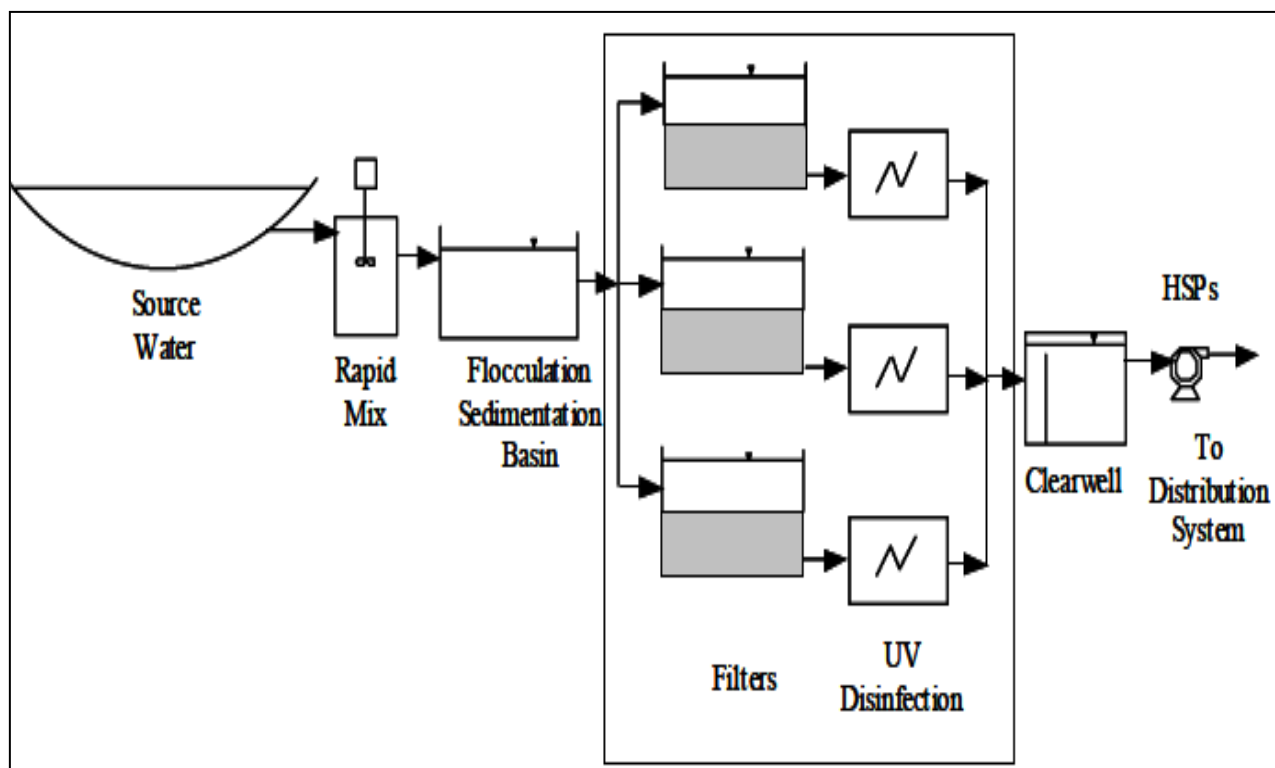 Source
Water
Rapid
Mix
Flocculation
Sedimentation
Basin
Filters
UV
Disinfection
Clearwell
HSPs
To
Distribution
System